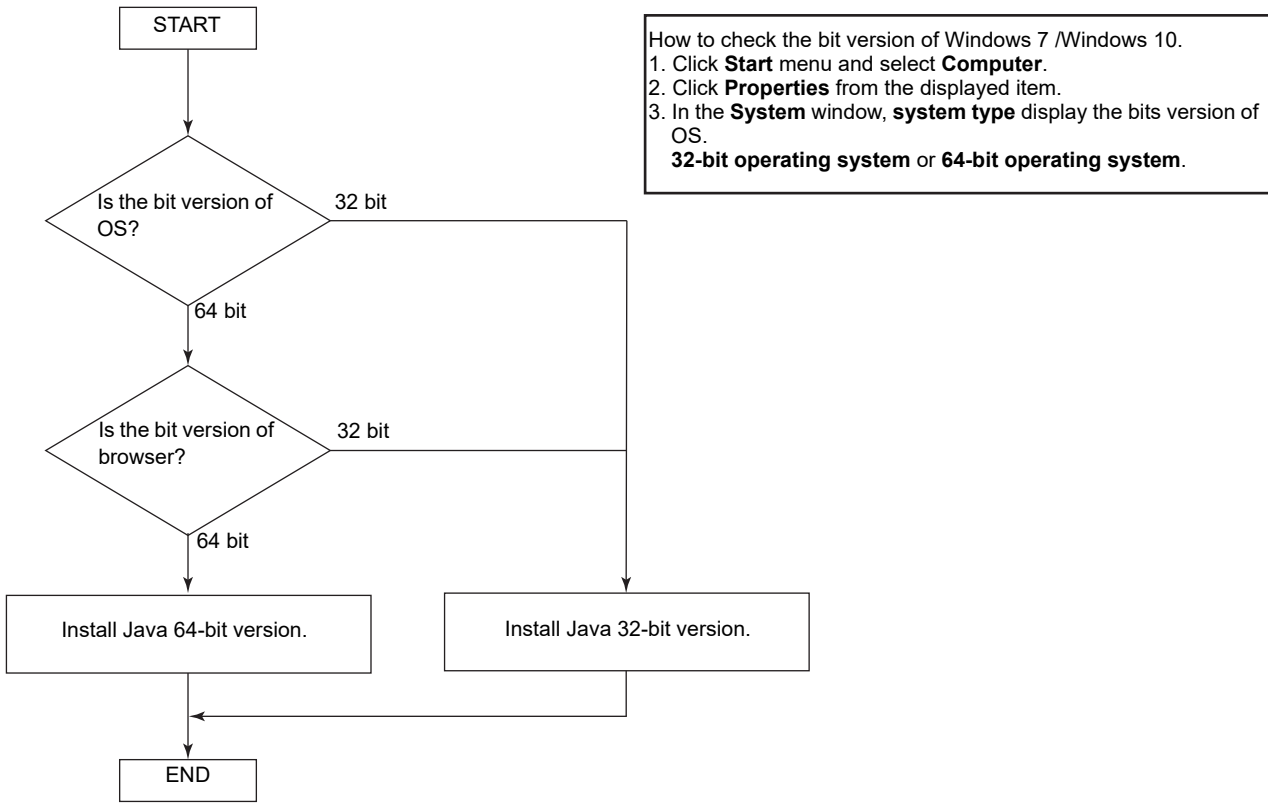 START
How to check the bit version of Windows 7 /Windows 10.
1. Click Start menu and select Computer.
2. Click Properties from the displayed item.
3. In the System window, system type display the bits version of
OS.
32-bit operating system or 64-bit operating system.
Is the bit version of
OS?
32 bit
64 bit
Is the bit version of
browser?
32 bit
64 bit
Install Java 64-bit version.
Install Java 32-bit version.
END